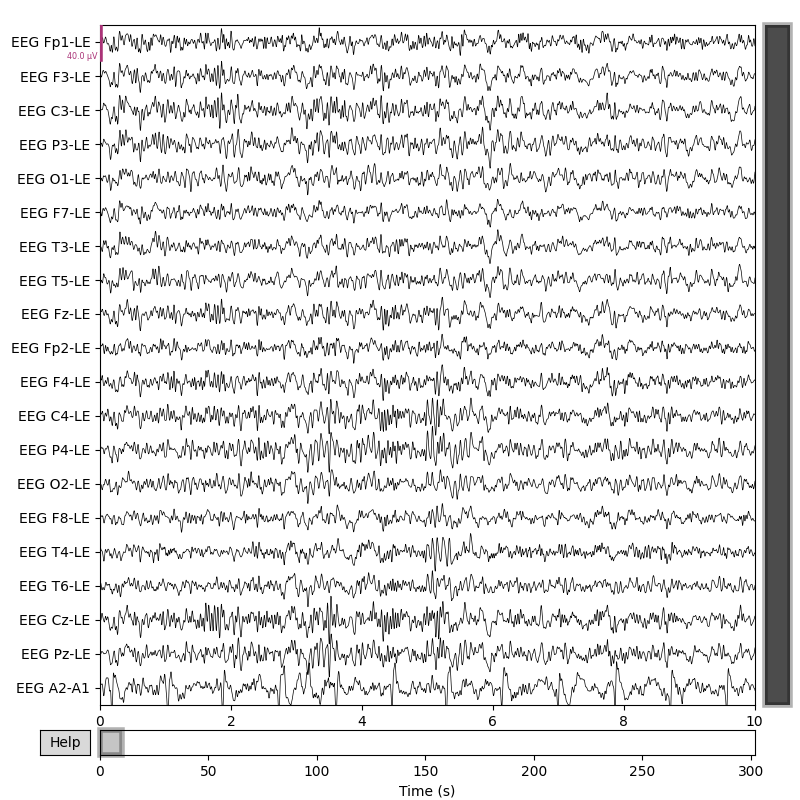 EEG Fp1-LE
40.0 µV
EEG F3-LE
EEG C3-LE
EEG P3-LE
EEG O1-LE
EEG F7-LE
EEG T3-LE
EEG T5-LE
EEG Fz-LE
EEG Fp2-LE
EEG F4-LE
EEG C4-LE
EEG P4-LE
EEG O2-LE
EEG F8-LE
EEG T4-LE
EEG T6-LE
EEG Cz-LE
EEG Pz-LE
EEG A2-A1
0 2 4 6 8 10
Help
0 50 100 150 200 250 300
Time (s)